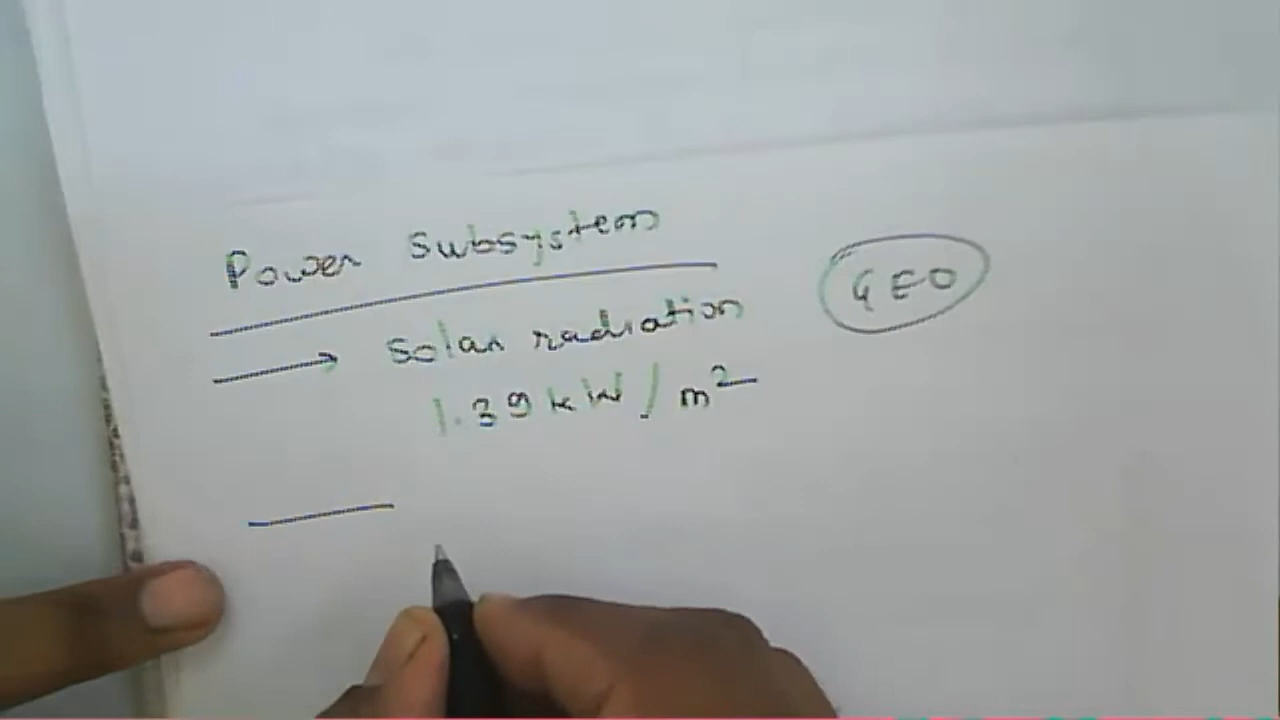 Power Subsystem
GEO
→ Solar radiation
1.39 kW/m²